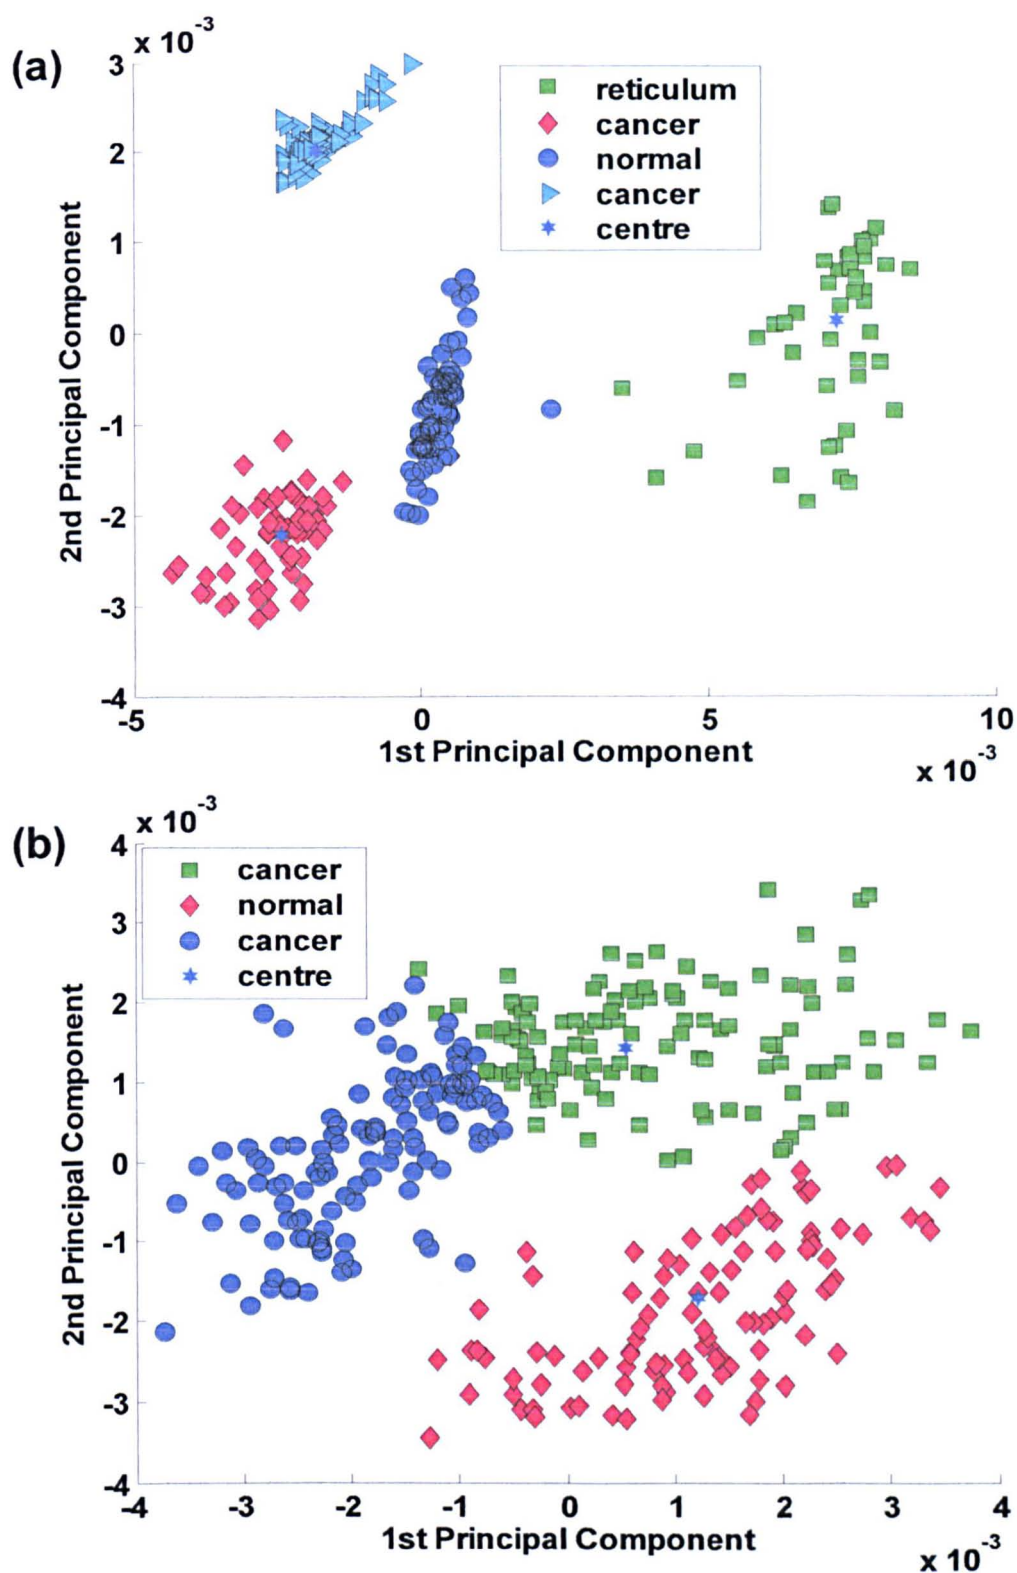 (a)
x 10^-3
3
2
1
0
-1
-2
-3
-4
2nd Principal Component
reticulum
cancer
normal
cancer
centre
-5
0
5
10
1st Principal Component
x 10^-3
(b)
x 10^-3
4
3
2
1
0
-1
-2
-3
-4
2nd Principal Component
cancer
normal
cancer
centre
-4
-3
-2
-1
0
1
2
3
4
1st Principal Component
x 10^-3